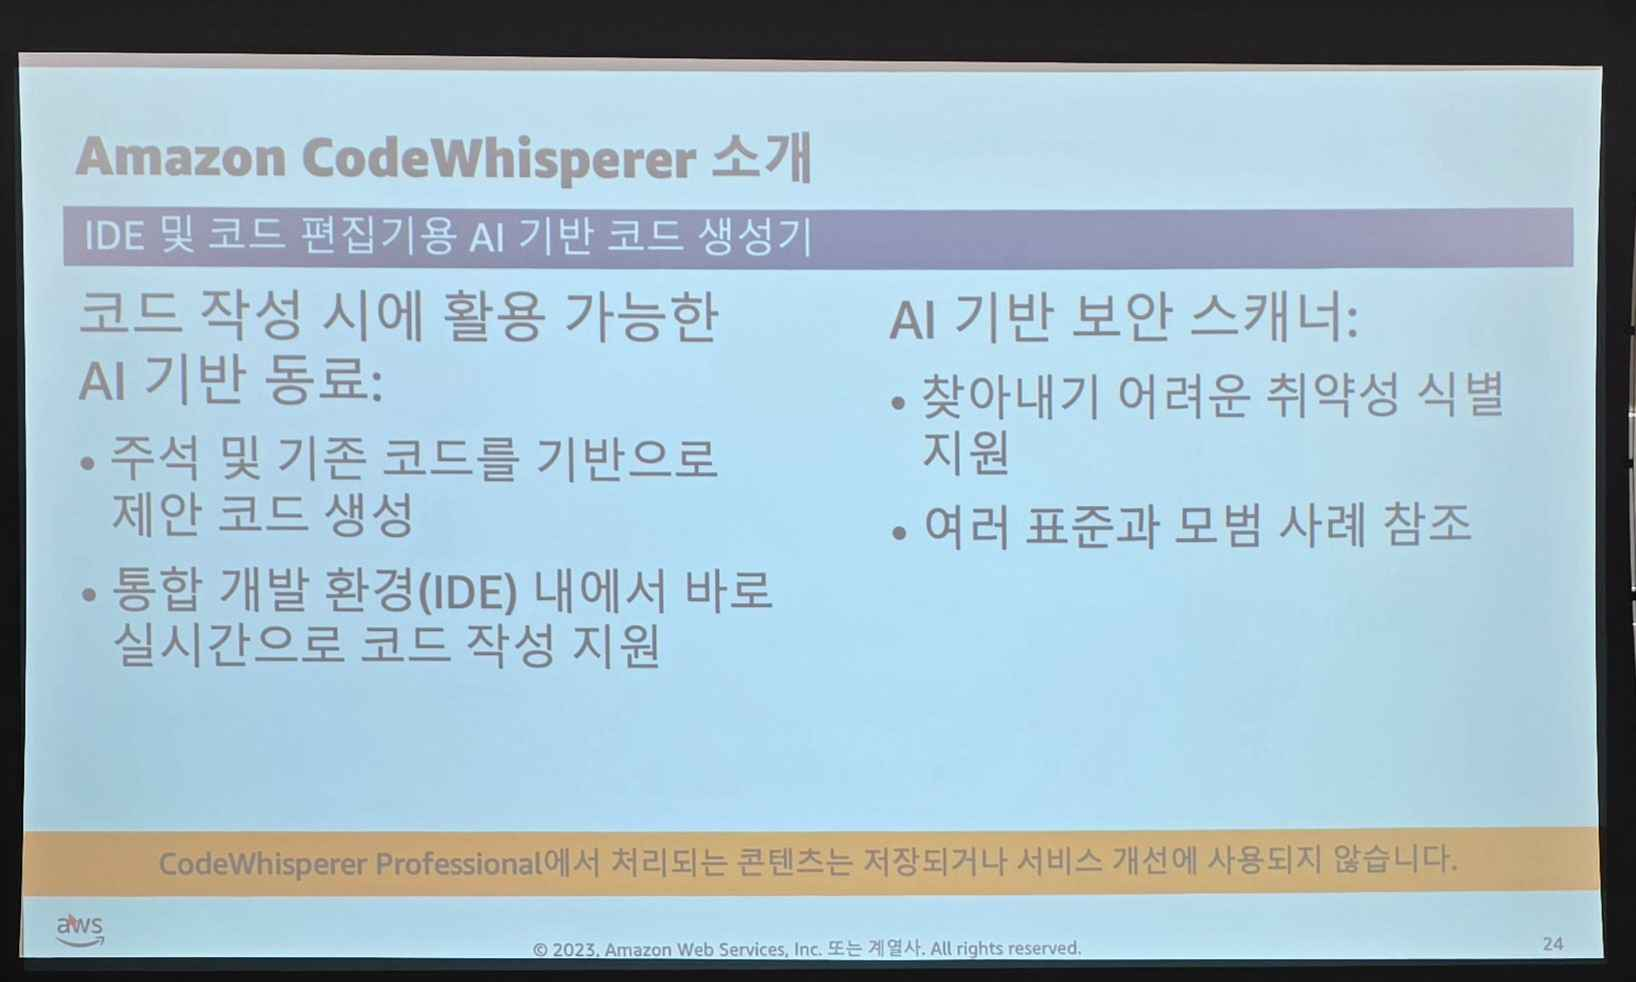 Amazon CodeWhisperer 소개
IDE 및 코드 편집기용 AI 기반 코드 생성기
코드 작성 시에 활용 가능한
AI 기반 동료:
• 주석 및 기존 코드를 기반으로
제안 코드 생성
• 통합 개발 환경(IDE) 내에서 바로
실시간으로 코드 작성 지원
AI 기반 보안 스캐너:
• 찾아내기 어려운 취약성 식별
지원
• 여러 표준과 모범 사례 참조
CodeWhisperer Professional에서 처리되는 콘텐츠는 저장되거나 서비스 개선에 사용되지 않습니다.
aws
© 2023, Amazon Web Services, Inc. 또는 계열사. All rights reserved.
24